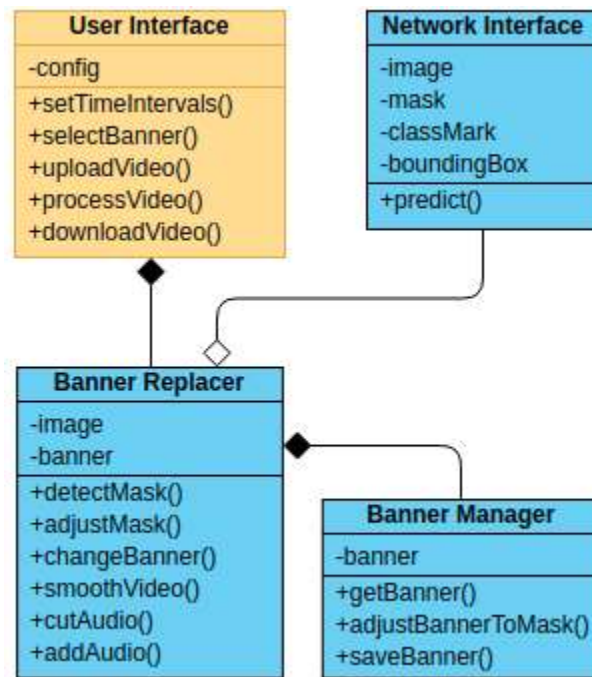 User Interface
-config
+setTimeIntervals()
+selectBanner()
+uploadVideo()
+processVideo()
+downloadVideo()
Network Interface
-image
-mask
-classMark
-boundingBox
+predict()
Banner Replacer
-image
-banner
+detectMask()
+adjustMask()
+changeBanner()
+smoothVideo()
+cutAudio()
+addAudio()
Banner Manager
-banner
+getBanner()
+adjustBannerToMask()
+saveBanner()